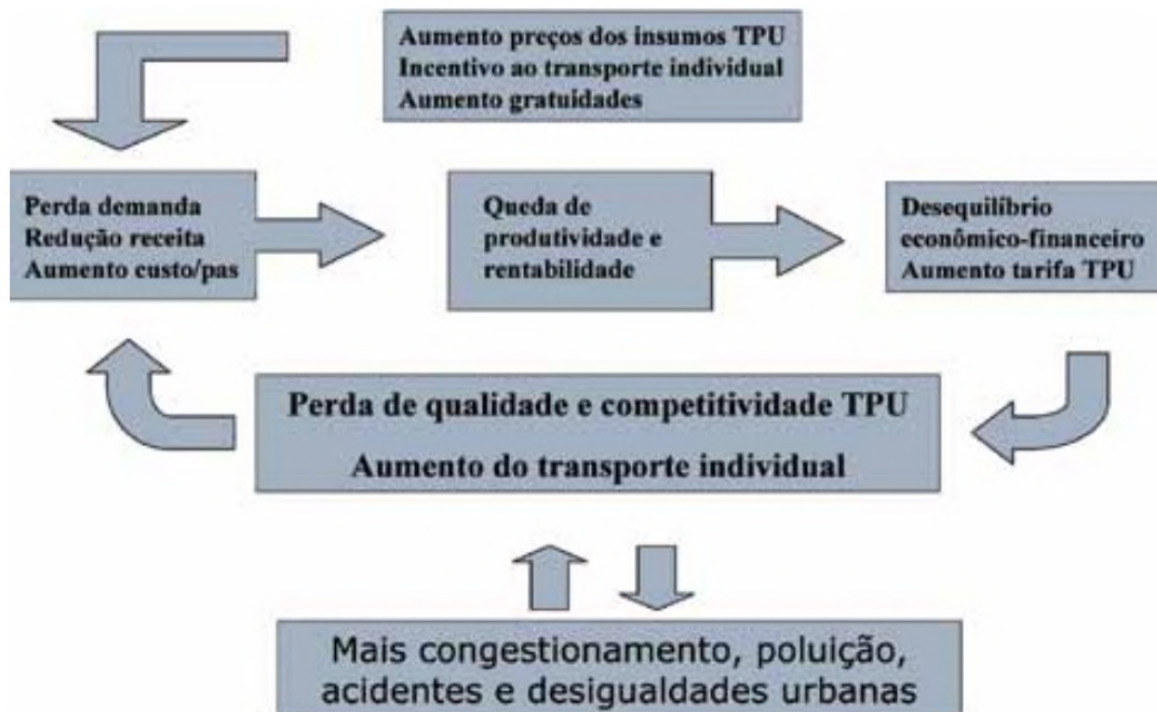 Aumento preços dos insumos TPU
Incentivo ao transporte individual
Aumento gratuidades
Perda demanda
Redução receita
Aumento custo/pas
Queda de
produtividade e
rentabilidade
Desequilíbrio
econômico-financeiro
Aumento tarifa TPU
Perda de qualidade e competitividade TPU
Aumento do transporte individual
Mais congestionamento, poluição,
acidentes e desigualdades urbanas